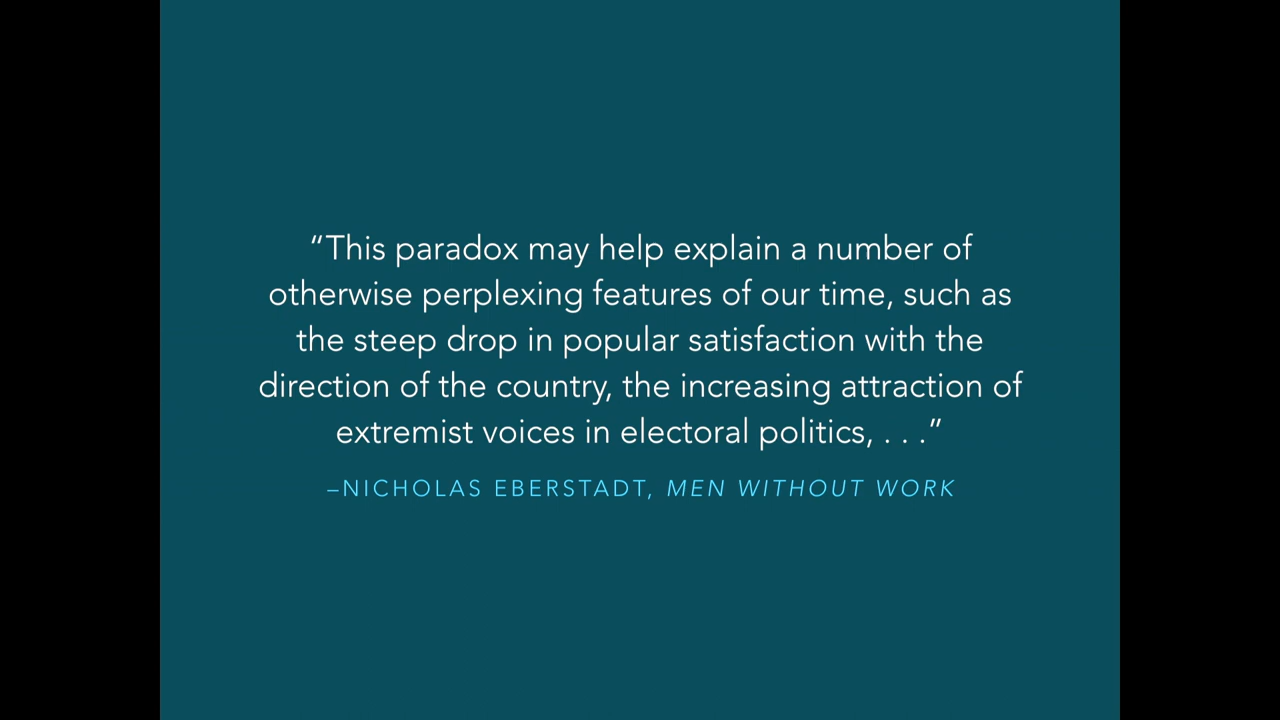 “This paradox may help explain a number of
otherwise perplexing features of our time, such as
the steep drop in popular satisfaction with the
direction of the country, the increasing attraction of
extremist voices in electoral politics, . . .”
–NICHOLAS EBERSTADT, MEN WITHOUT WORK